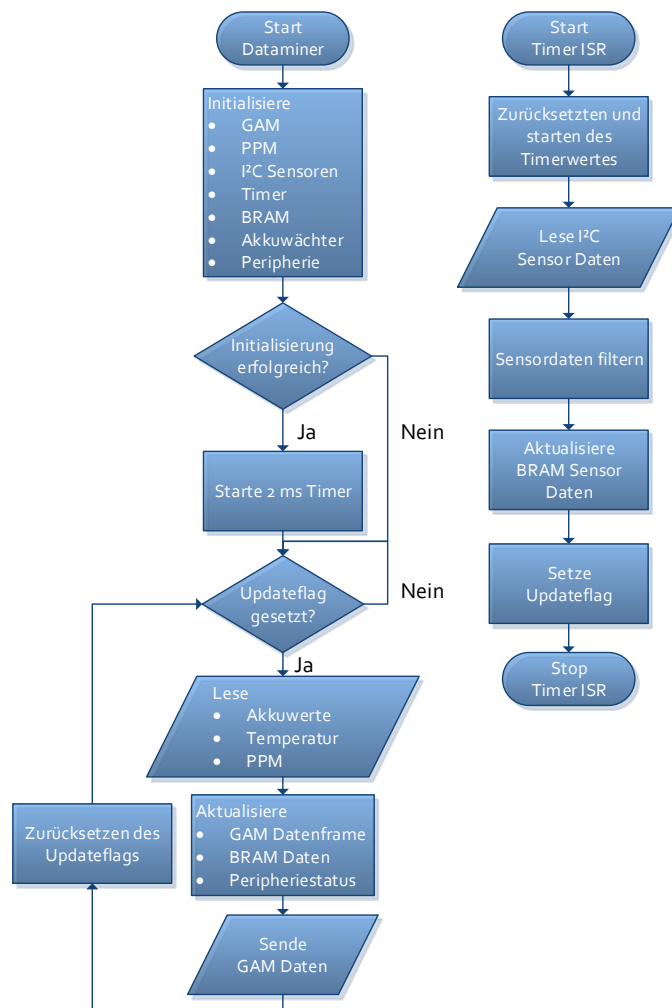 Start
Dataminer
Initialisiere
• GAM
• PPM
• I²C Sensoren
• Timer
• BRAM
• Akkuwächter
• Peripherie
Initialisierung
erfolgreich?
Ja
Nein
Starte 2 ms Timer
Updateflag
gesetzt?
Nein
Ja
Lese
• Akkuwerte
• Temperatur
• PPM
Aktualisiere
• GAM Datenframe
• BRAM Daten
• Peripheriestatus
Zurücksetzen des
Updateflags
Sende
GAM Daten
Start
Timer ISR
Zurücksetzten und
starten des
Timerwertes
Lese I²C
Sensor Daten
Sensordaten filtern
Aktualisiere
BRAM Sensor
Daten
Setze
Updateflag
Stop
Timer ISR